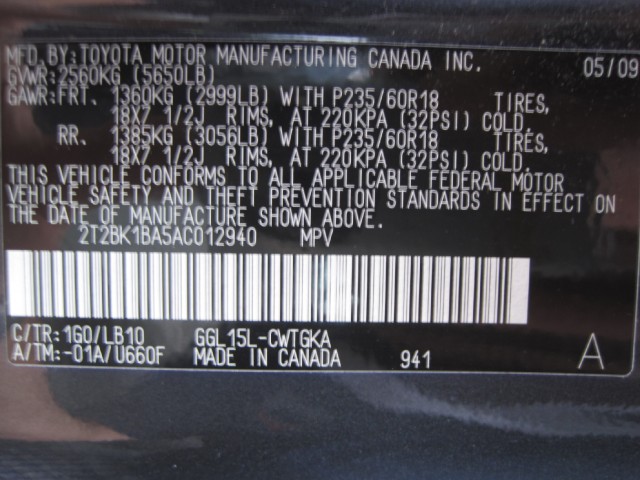 MFD. BY: TOYOTA MOTOR MANUFACTURING CANADA INC. 05/09
GVWR: 2560KG (5650LB)
GAWR: FRT. 1360KG (2999LB) WITH P235/60R18 TIRES,
18X7 1/2J RIMS, AT 220KPA (32PSI) COLD.
RR. 1385KG (3056LB) WITH P235/60R18 TIRES,
18X7 1/2J RIMS, AT 220KPA (32PSI) COLD.
THIS VEHICLE CONFORMS TO ALL APPLICABLE FEDERAL MOTOR
VEHICLE SAFETY AND THEFT PREVENTION STANDARDS IN EFFECT ON
THE DATE OF MANUFACTURE SHOWN ABOVE.
2T2BK1BA5AC012940 MPV
C/TR: 1G0/LB10 GGL15L-CWTGKA
A/TM: -01A/U660F MADE IN CANADA 941 A